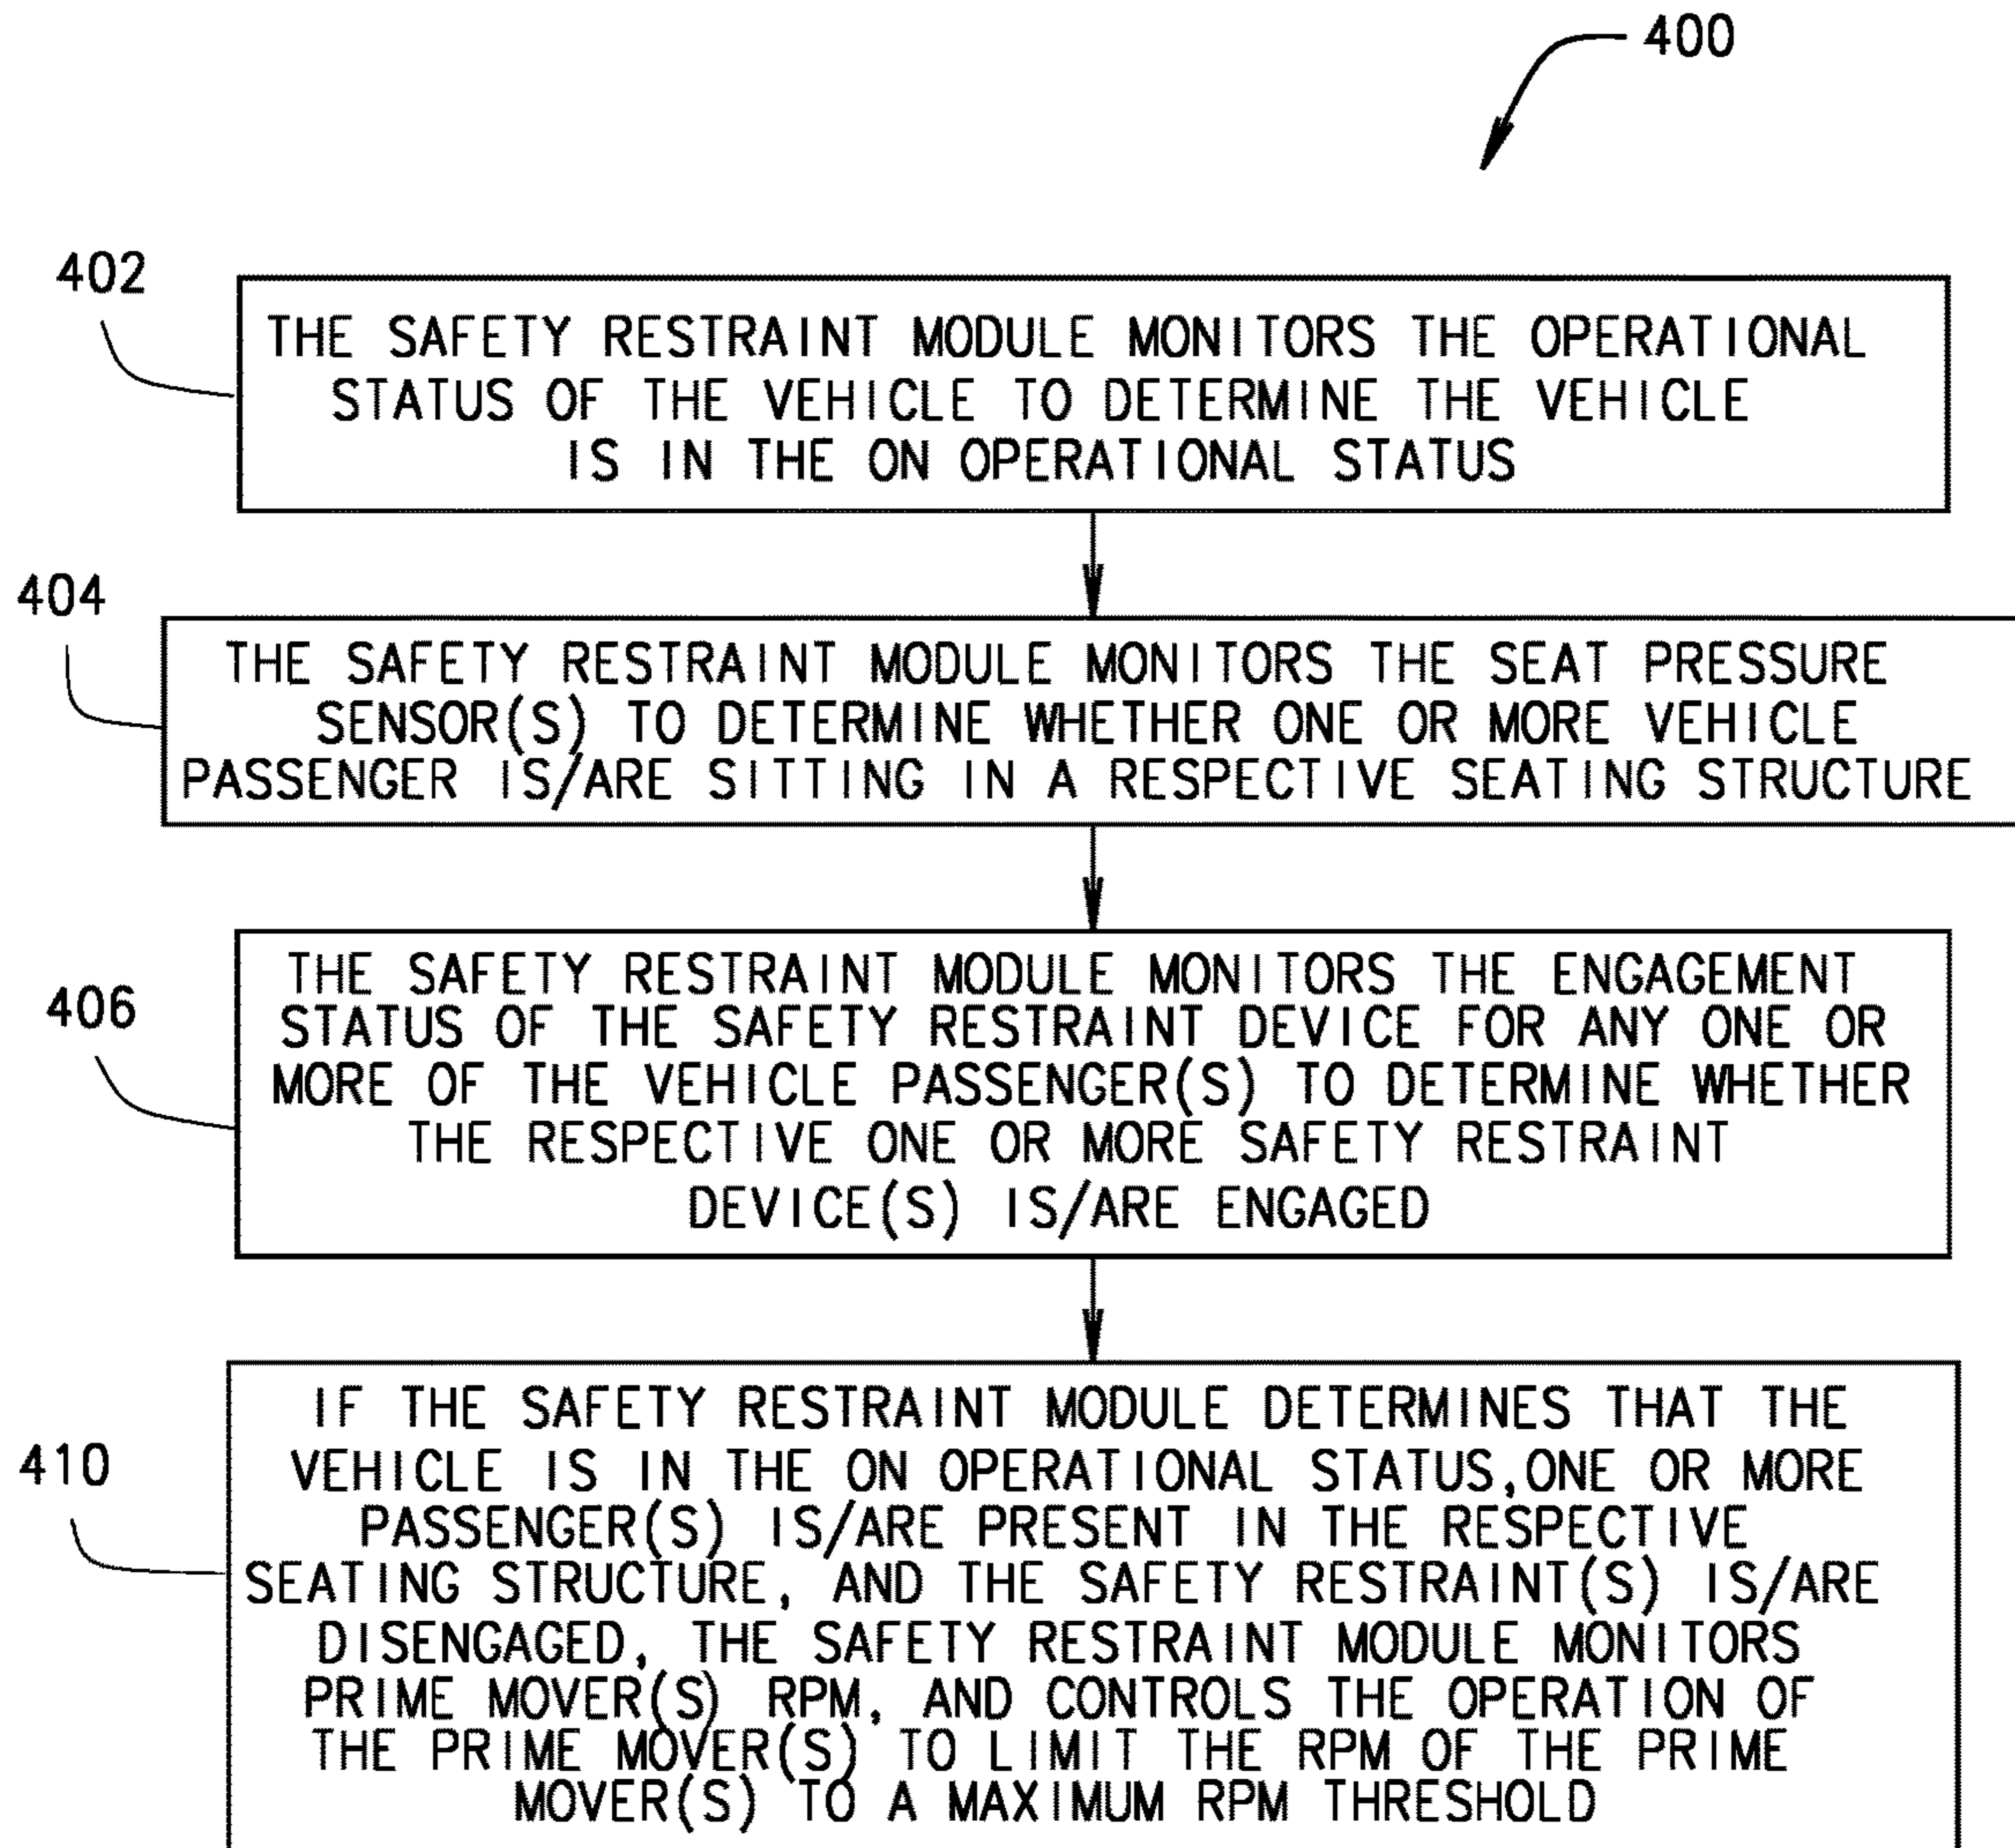 400
402
THE SAFETY RESTRAINT MODULE MONITORS THE OPERATIONAL
STATUS OF THE VEHICLE TO DETERMINE THE VEHICLE
IS IN THE ON OPERATIONAL STATUS
404
THE SAFETY RESTRAINT MODULE MONITORS THE SEAT PRESSURE
SENSOR(S) TO DETERMINE WHETHER ONE OR MORE VEHICLE
PASSENGER IS/ARE SITTING IN A RESPECTIVE SEATING STRUCTURE
406
THE SAFETY RESTRAINT MODULE MONITORS THE ENGAGEMENT
STATUS OF THE SAFETY RESTRAINT DEVICE FOR ANY ONE OR
MORE OF THE VEHICLE PASSENGER(S) TO DETERMINE WHETHER
THE RESPECTIVE ONE OR MORE SAFETY RESTRAINT
DEVICE(S) IS/ARE ENGAGED
410
IF THE SAFETY RESTRAINT MODULE DETERMINES THAT THE
VEHICLE IS IN THE ON OPERATIONAL STATUS,ONE OR MORE
PASSENGER(S) IS/ARE PRESENT IN THE RESPECTIVE
SEATING STRUCTURE, AND THE SAFETY RESTRAINT(S) IS/ARE
DISENGAGED, THE SAFETY RESTRAINT MODULE MONITORS
PRIME MOVER(S) RPM, AND CONTROLS THE OPERATION OF
THE PRIME MOVER(S) TO LIMIT THE RPM OF THE PRIME
MOVER(S) TO A MAXIMUM RPM THRESHOLD